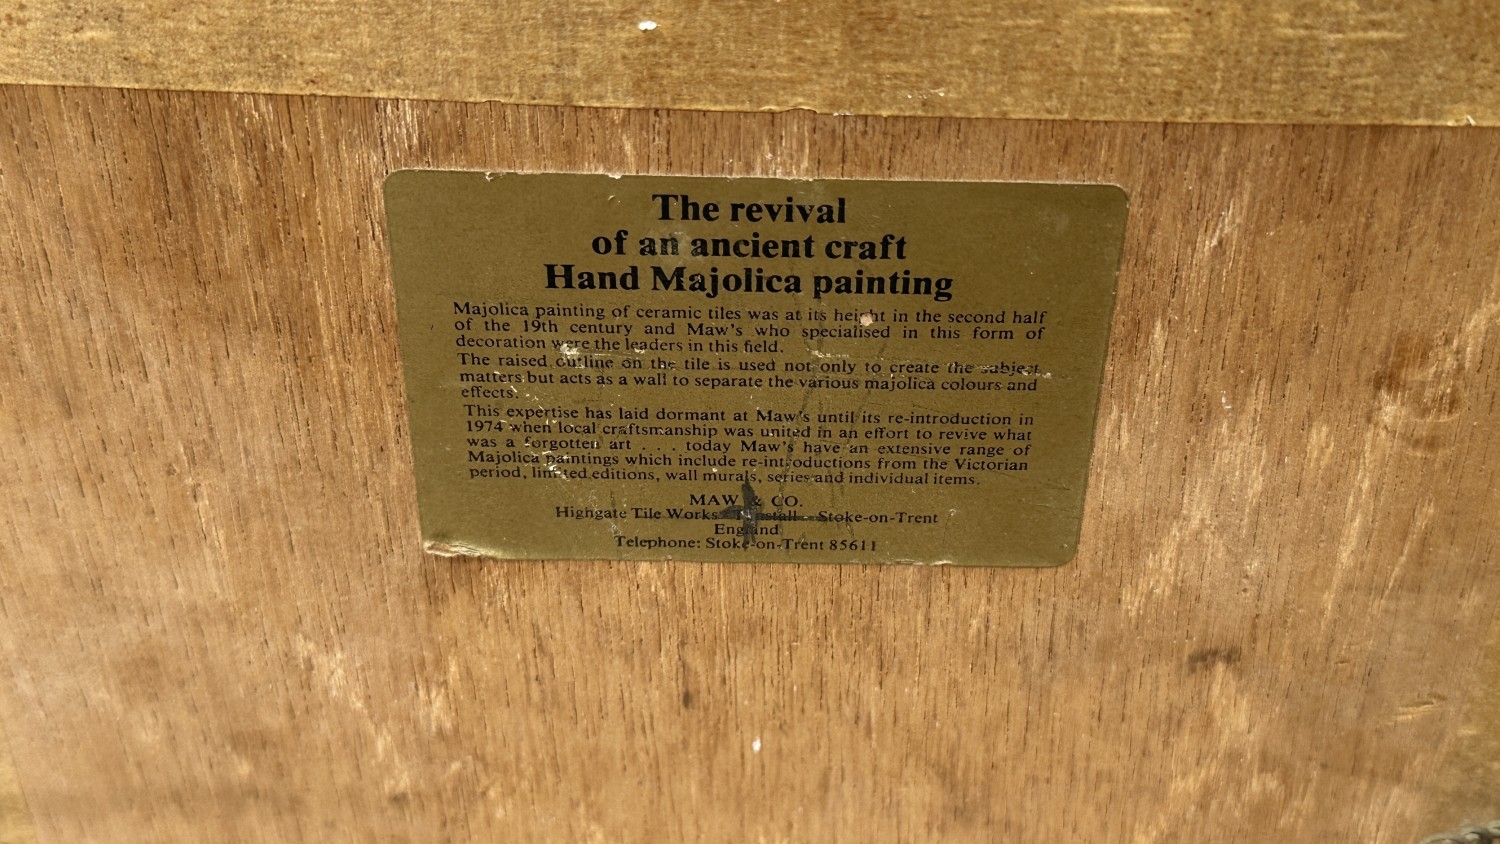 The revival
of an ancient craft
Hand Majolica painting
Majolica painting of ceramic tiles was at its height in the second half
of the 19th century and Maw's who specialised in this form of
decoration were the leaders in this field.
The raised outline on the tile is used not only to create the subject
matters but acts as a wall to separate the various majolica colours and
effects.
This expertise has laid dormant at Maw's until its re-introduction in
1974 when local craftsmanship was united in an effort to revive what
was a forgotten art . . . today Maw's have an extensive range of
Majolica paintings which include re-introductions from the Victorian
period, limited editions, wall murals, series and individual items.
MAW & CO.
Highgate Tile Works Tunstall Stoke-on-Trent
England
Telephone: Stoke-on-Trent 85611